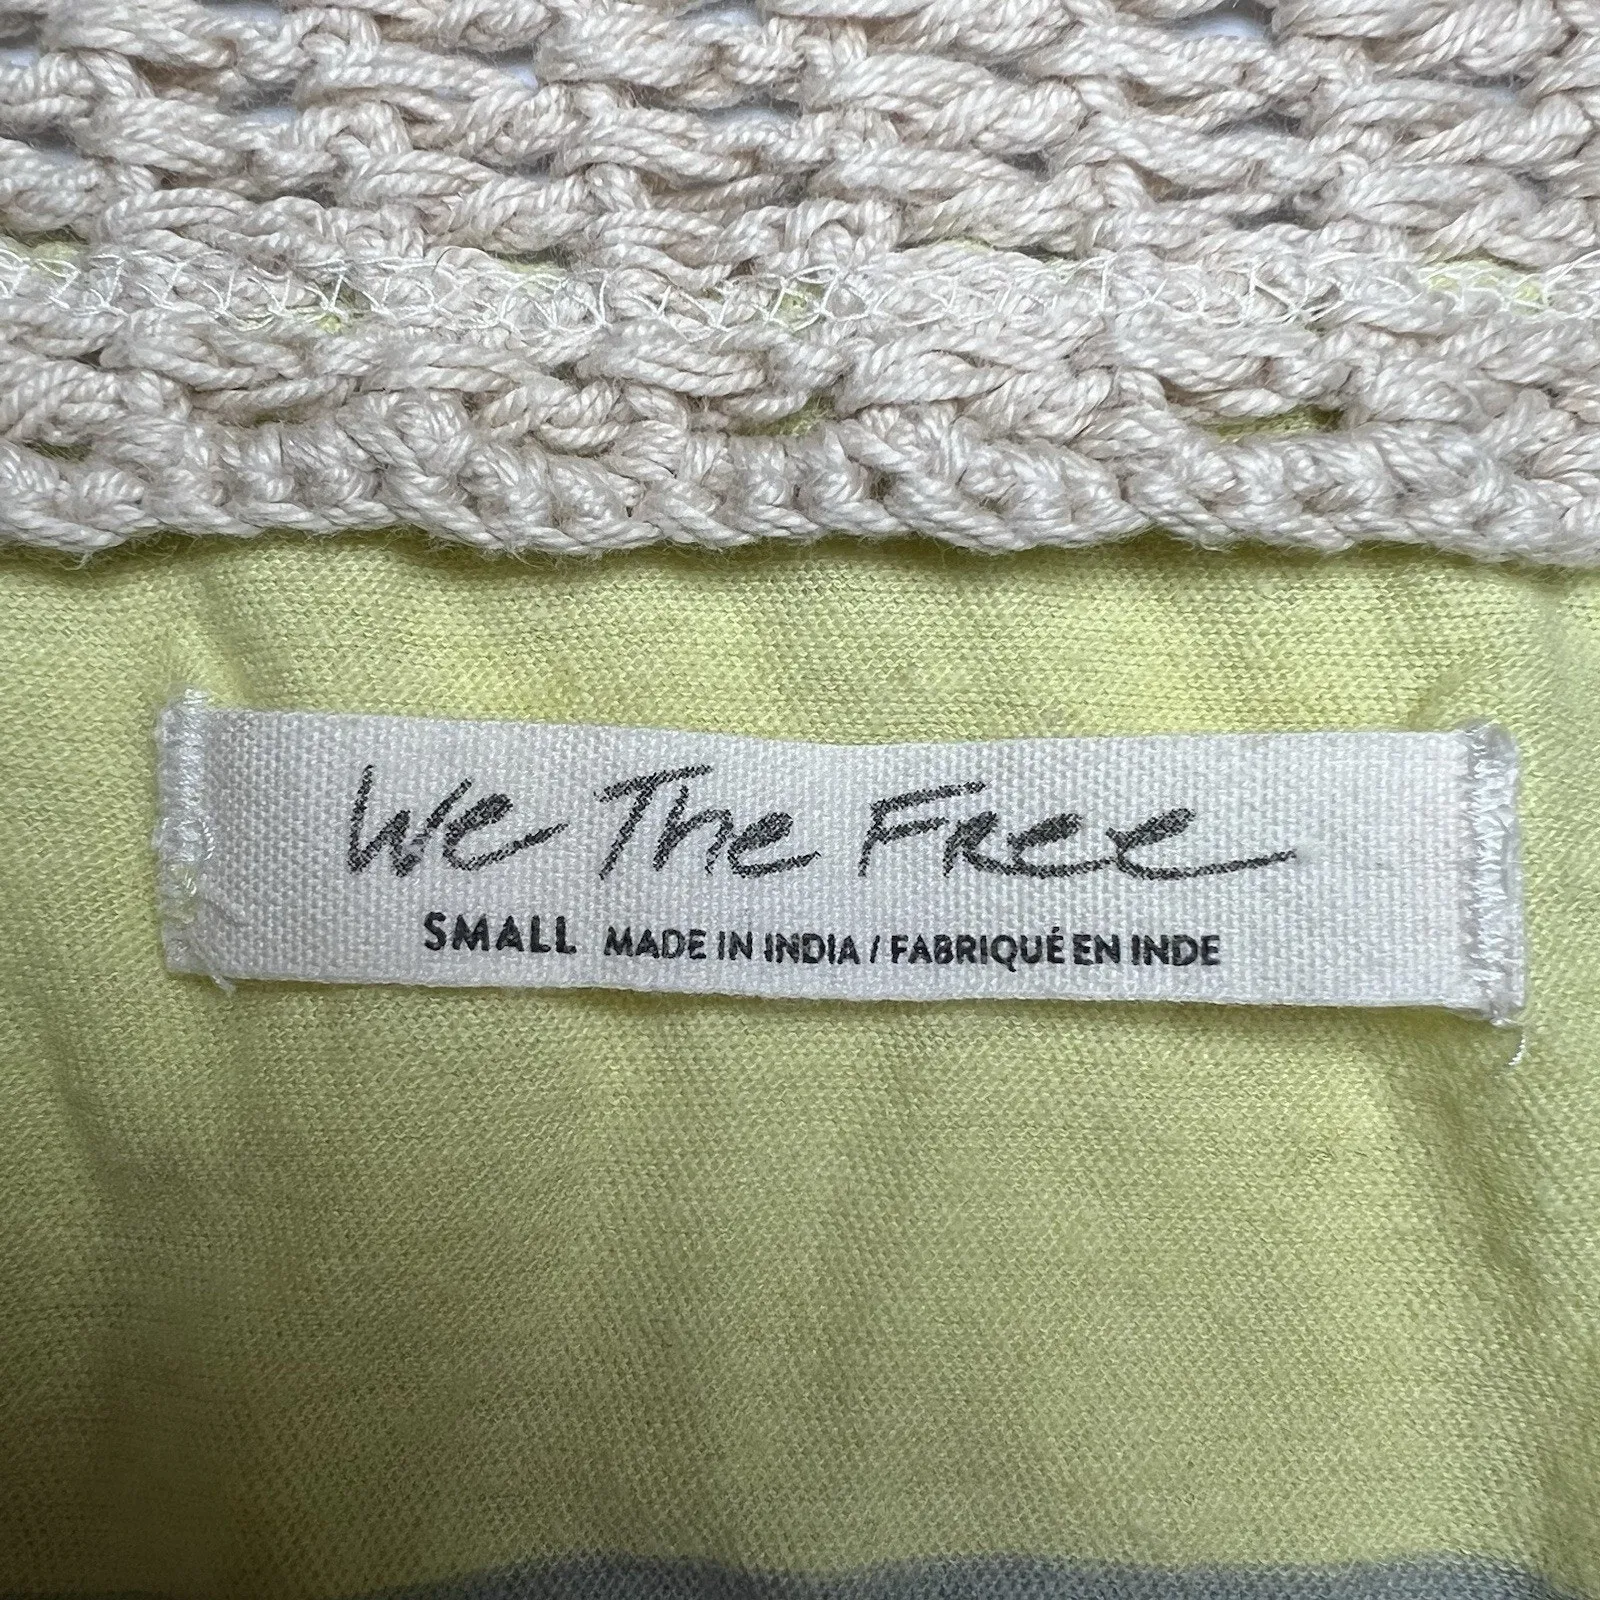 We The Free
SMALL MADE IN INDIA / FABRIQUÉ EN INDE